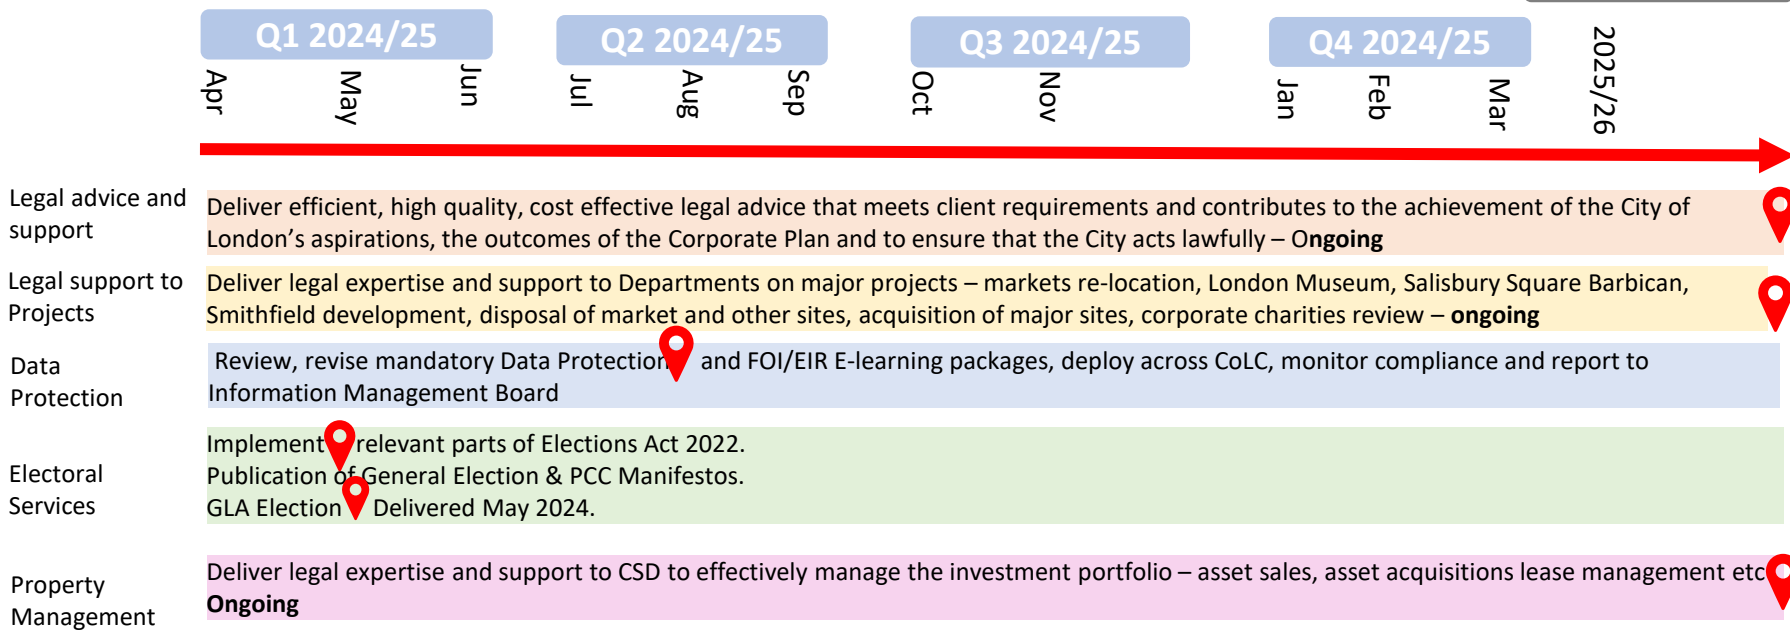 Q1 2024/25
Q2 2024/25
Q3 2024/25
Q4 2024/25
Apr
May
Jun
Jul
Aug
Sep
Oct
Nov
Jan
Feb
Mar
2025/26
Legal advice and
support
Deliver efficient, high quality, cost effective legal advice that meets client requirements and contributes to the achievement of the City of
London’s aspirations, the outcomes of the Corporate Plan and to ensure that the City acts lawfully – Ongoing
Legal support to
Projects
Deliver legal expertise and support to Departments on major projects – markets re-location, London Museum, Salisbury Square Barbican,
Smithfield development, disposal of market and other sites, acquisition of major sites, corporate charities review – ongoing
Data
Protection
Review, revise mandatory Data Protection and FOI/EIR E-learning packages, deploy across CoLC, monitor compliance and report to
Information Management Board
Electoral
Services
Implement relevant parts of Elections Act 2022.
Publication of General Election & PCC Manifestos.
GLA Election Delivered May 2024.
Property
Management
Deliver legal expertise and support to CSD to effectively manage the investment portfolio – asset sales, asset acquisitions lease management etc
Ongoing